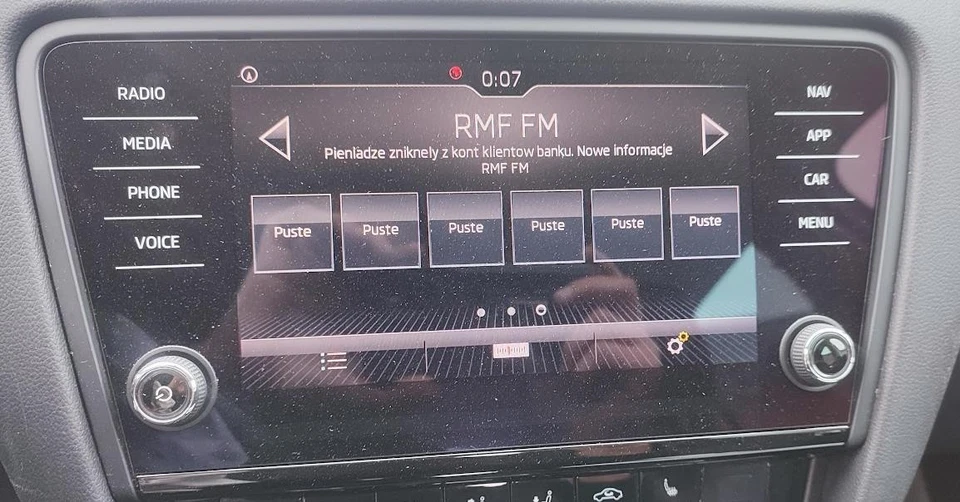 RADIO
MEDIA
PHONE
VOICE
0:07
RMF FM
Pieniadze zniknely z kont klientow banku. Nowe informacje
RMF FM
Puste Puste Puste Puste Puste Puste
NAV
APP
CAR
MENU